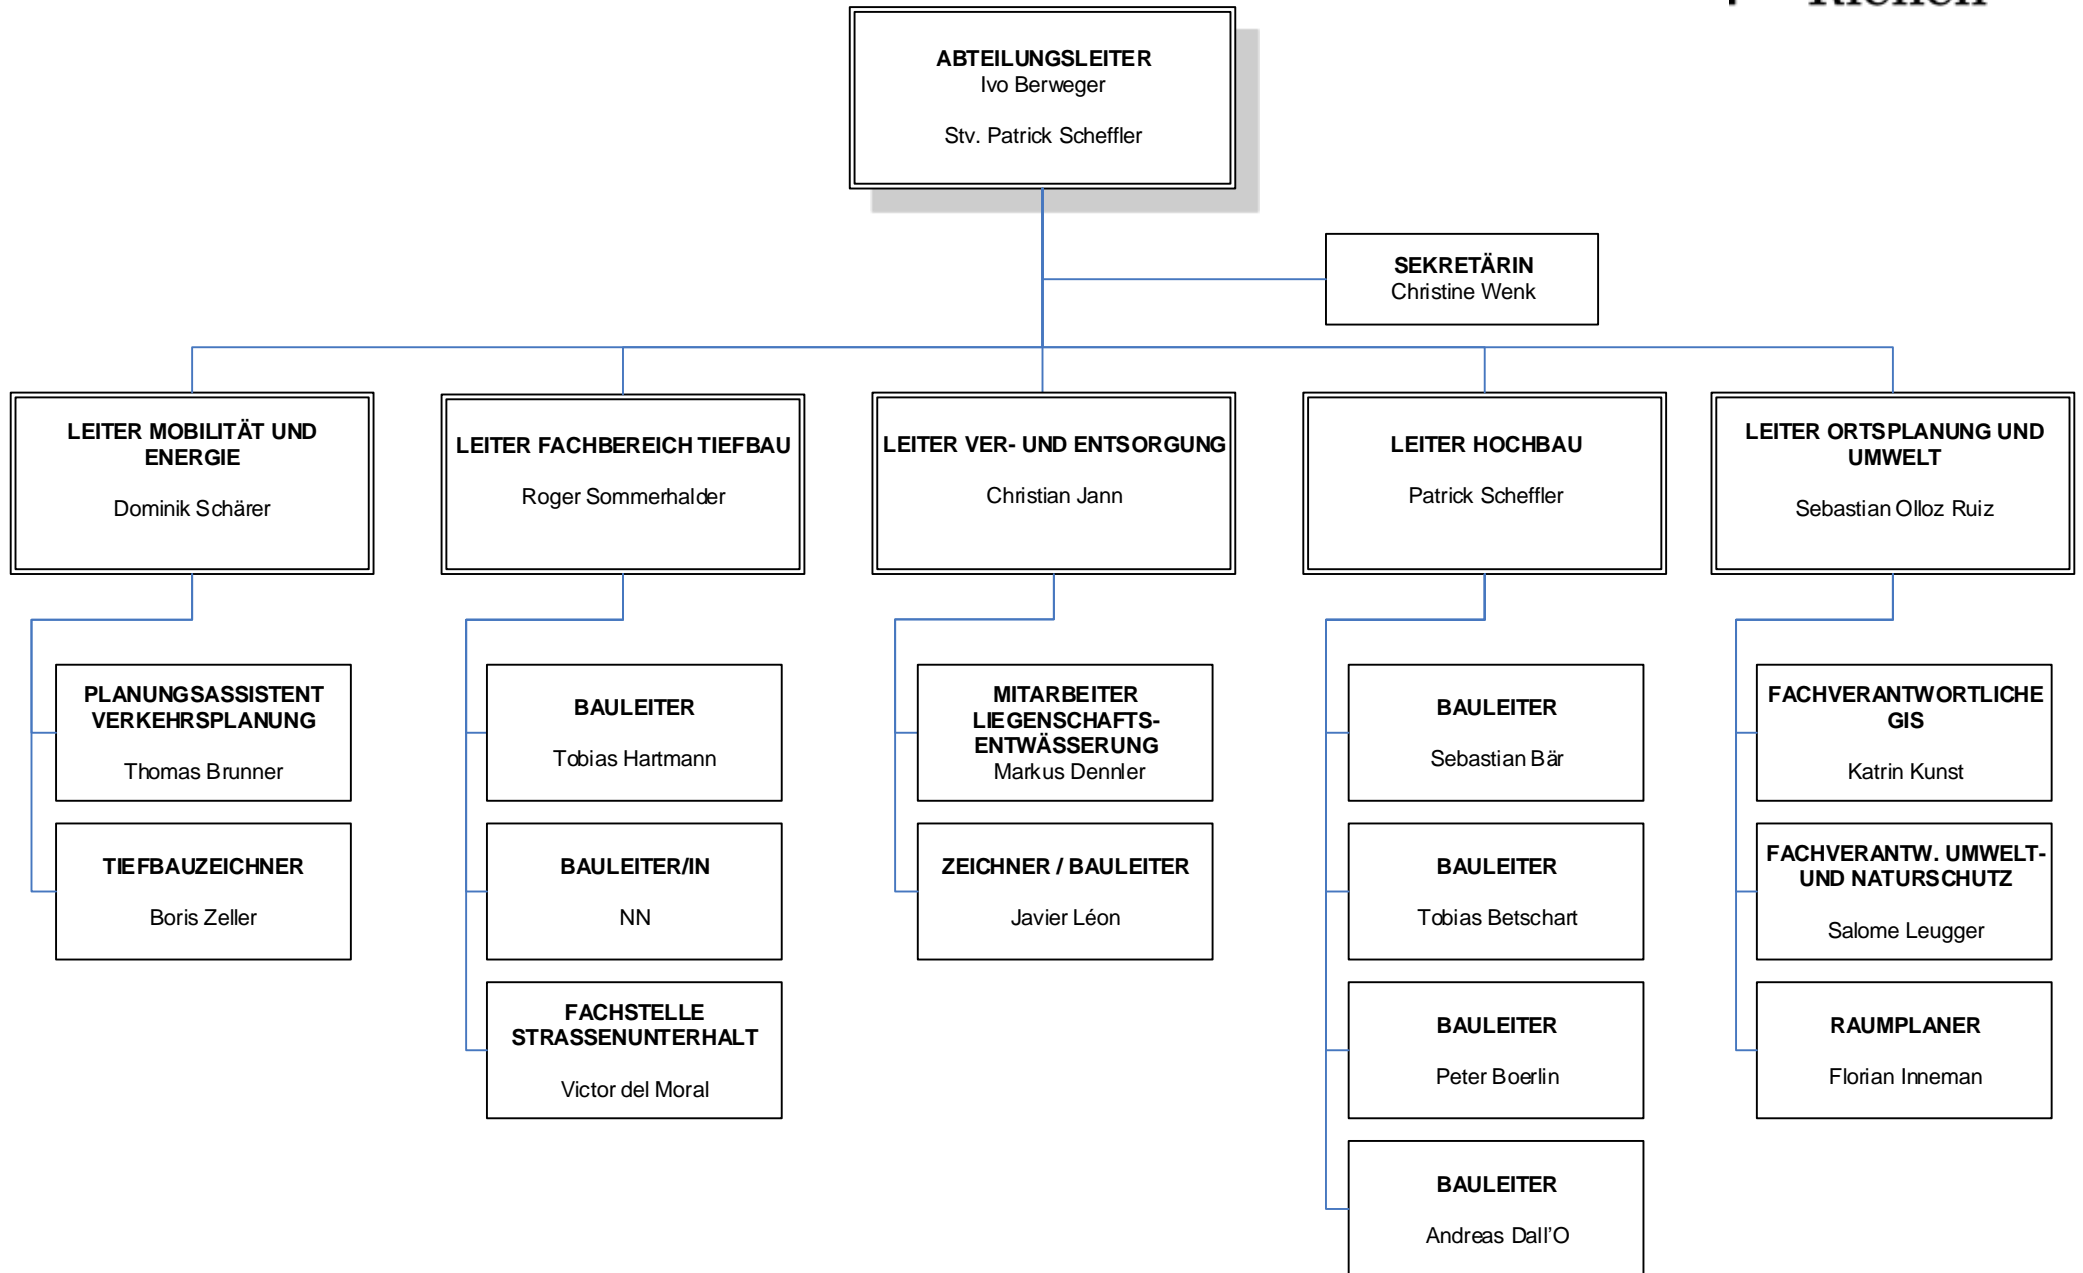 ABTEILUNGSLEITER
Ivo Berweger
Stv. Patrick Scheffler
SEKRETÄRIN
Christine Wenk
LEITER MOBILITÄT UND
ENERGIE
Dominik Schärer
LEITER FACHBEREICH TIEFBAU
Roger Sommerhalder
LEITER VER- UND ENTSORGUNG
Christian Jann
LEITER HOCHBAU
Patrick Scheffler
LEITER ORTSPLANUNG UND
UMWELT
Sebastian Olloz Ruiz
PLANUNGSASSISTENT
VERKEHRSPLANUNG
Thomas Brunner
TIEFBAUZEICHNER
Boris Zeller
BAULEITER
Tobias Hartmann
BAULEITER/IN
NN
FACHSTELLE
STRASSENUNTERHALT
Victor del Moral
MITARBEITER
LIEGENSCHAFTS-
ENTWÄSSERUNG
Markus Dennler
ZEICHNER / BAULEITER
Javier Léon
BAULEITER
Sebastian Bär
BAULEITER
Tobias Betschart
BAULEITER
Peter Boerlin
BAULEITER
Andreas Dall’O
FACHVERANTWORTLICHE
GIS
Katrin Kunst
FACHVERANTW. UMWELT-
UND NATURSCHUTZ
Salome Leugger
RAUMPLANER
Florian Inneman